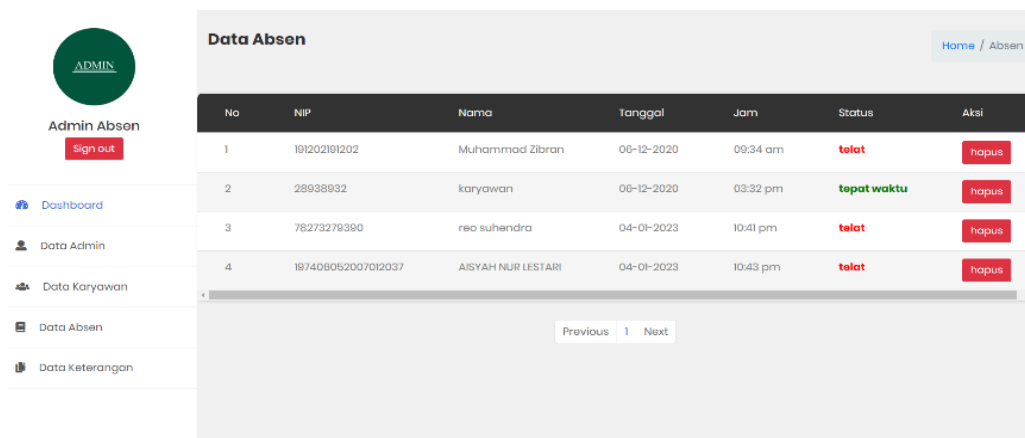 ADMIN
Admin Absen
Sign out
Dashboard
Data Admin
Data Karyawan
Data Absen
Data Keterangan
Data Absen
Home / Absen
No NIP Nama Tanggal Jam Status Aksi
1 191202191202 Muhammad Zibran 06-12-2020 09:34 am telat hapus
2 28938932 karyawan 06-12-2020 03:32 pm tepat waktu hapus
3 78273279390 reo suhendra 04-01-2023 10:41 pm telat hapus
4 197406052007012037 AISYAH NUR LESTARI 04-01-2023 10:43 pm telat hapus
Previous 1 Next